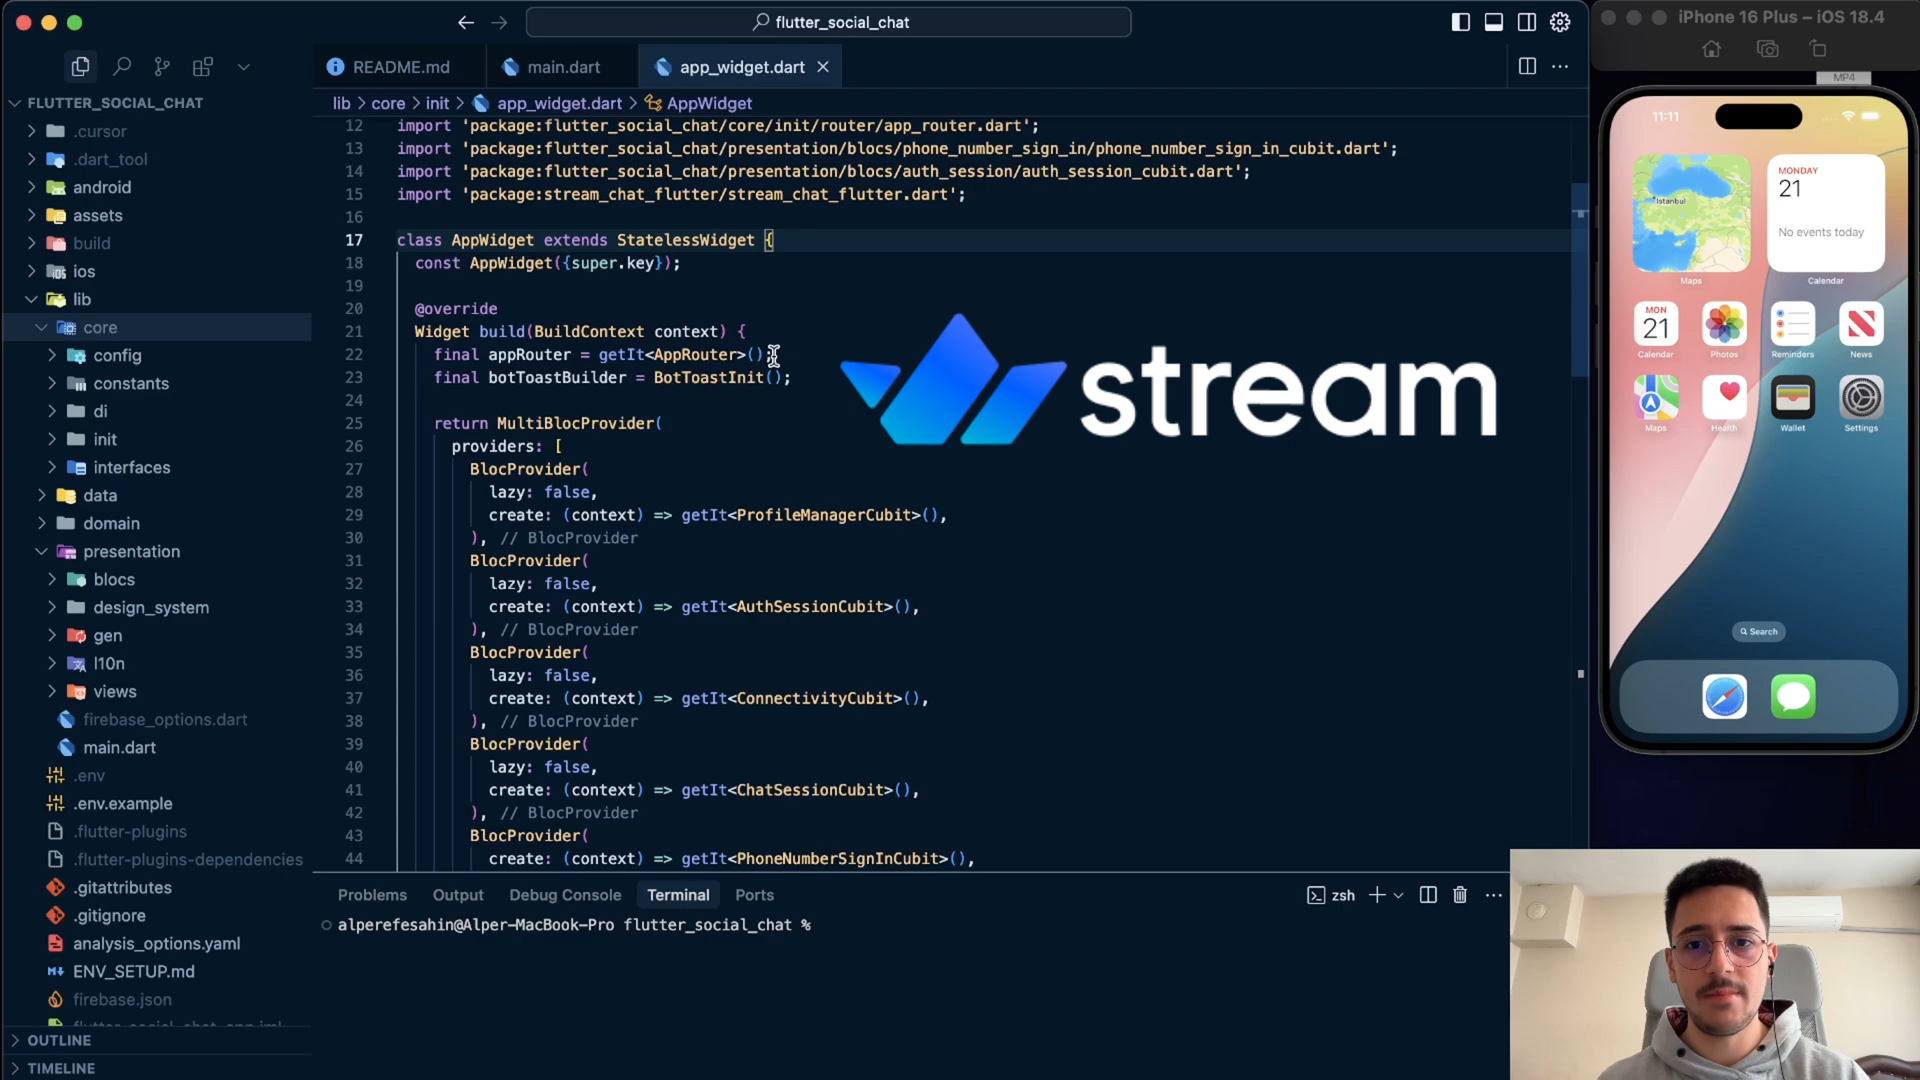 flutter_social_chat
iPhone 16 Plus – iOS 18.4
MP4
README.md
main.dart
app_widget.dart
FLUTTER_SOCIAL_CHAT
.cursor
.dart_tool
android
assets
build
ios
lib
core
config
constants
di
init
interfaces
data
domain
presentation
blocs
design_system
gen
l10n
views
firebase_options.dart
main.dart
.env
.env.example
.flutter-plugins
.flutter-plugins-dependencies
.gitattributes
.gitignore
analysis_options.yaml
ENV_SETUP.md
firebase.json
OUTLINE
TIMELINE
lib > core > init > app_widget.dart > AppWidget
12 import 'package:flutter_social_chat/core/init/router/app_router.dart';
13 import 'package:flutter_social_chat/presentation/blocs/phone_number_sign_in/phone_number_sign_in_cubit.dart';
14 import 'package:flutter_social_chat/presentation/blocs/auth_session/auth_session_cubit.dart';
15 import 'package:stream_chat_flutter/stream_chat_flutter.dart';
16
17 class AppWidget extends StatelessWidget {
18 const AppWidget({super.key});
19
20 @override
21 Widget build(BuildContext context) {
22 final appRouter = getIt<AppRouter>();
23 final botToastBuilder = BotToastInit();
24
25 return MultiBlocProvider(
26 providers: [
27 BlocProvider(
28 lazy: false,
29 create: (context) => getIt<ProfileManagerCubit>(),
30 ), // BlocProvider
31 BlocProvider(
32 lazy: false,
33 create: (context) => getIt<AuthSessionCubit>(),
34 ), // BlocProvider
35 BlocProvider(
36 lazy: false,
37 create: (context) => getIt<ConnectivityCubit>(),
38 ), // BlocProvider
39 BlocProvider(
40 lazy: false,
41 create: (context) => getIt<ChatSessionCubit>(),
42 ), // BlocProvider
43 BlocProvider(
44 create: (context) => getIt<PhoneNumberSignInCubit>(),
stream
Problems Output Debug Console Terminal Ports
zsh
alperefesahin@Alper-MacBook-Pro flutter_social_chat %
11:11
Istanbul
Maps
MONDAY
21
No events today
Calendar
MON
21
Calendar
Photos
Reminders
News
Maps
Health
Wallet
Settings
Search